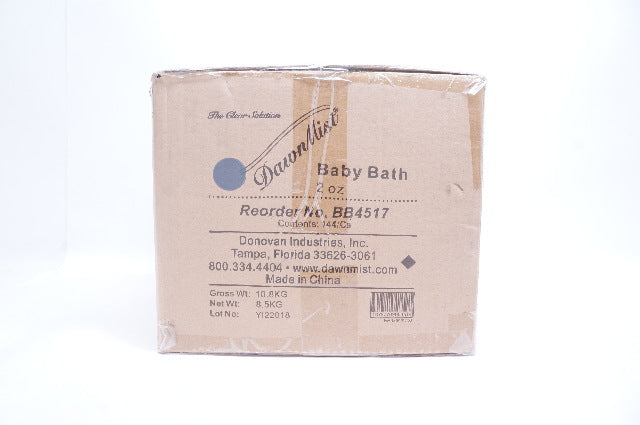 The Clear Solution
DawnMist®
Baby Bath
2 oz
Reorder No. BB4517
Contents: 144/Cs
Donovan Industries, Inc.
Tampa, Florida 33626-3061
800.334.4404 • www.dawnmist.com
Made in China
Gross Wt: 10.8KG
Net Wt: 8.5KG
Lot No: YI22018